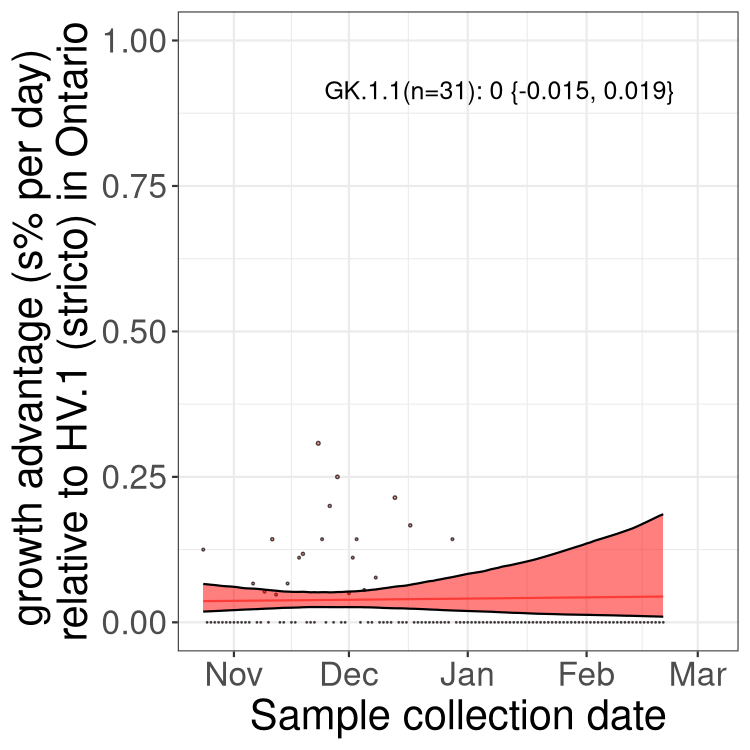 growth advantage (s% per day)
relative to HV.1 (stricto) in Ontario
1.00
0.75
0.50
0.25
0.00
GK.1.1(n=31): 0 {-0.015, 0.019}
Nov Dec Jan Feb Mar
Sample collection date